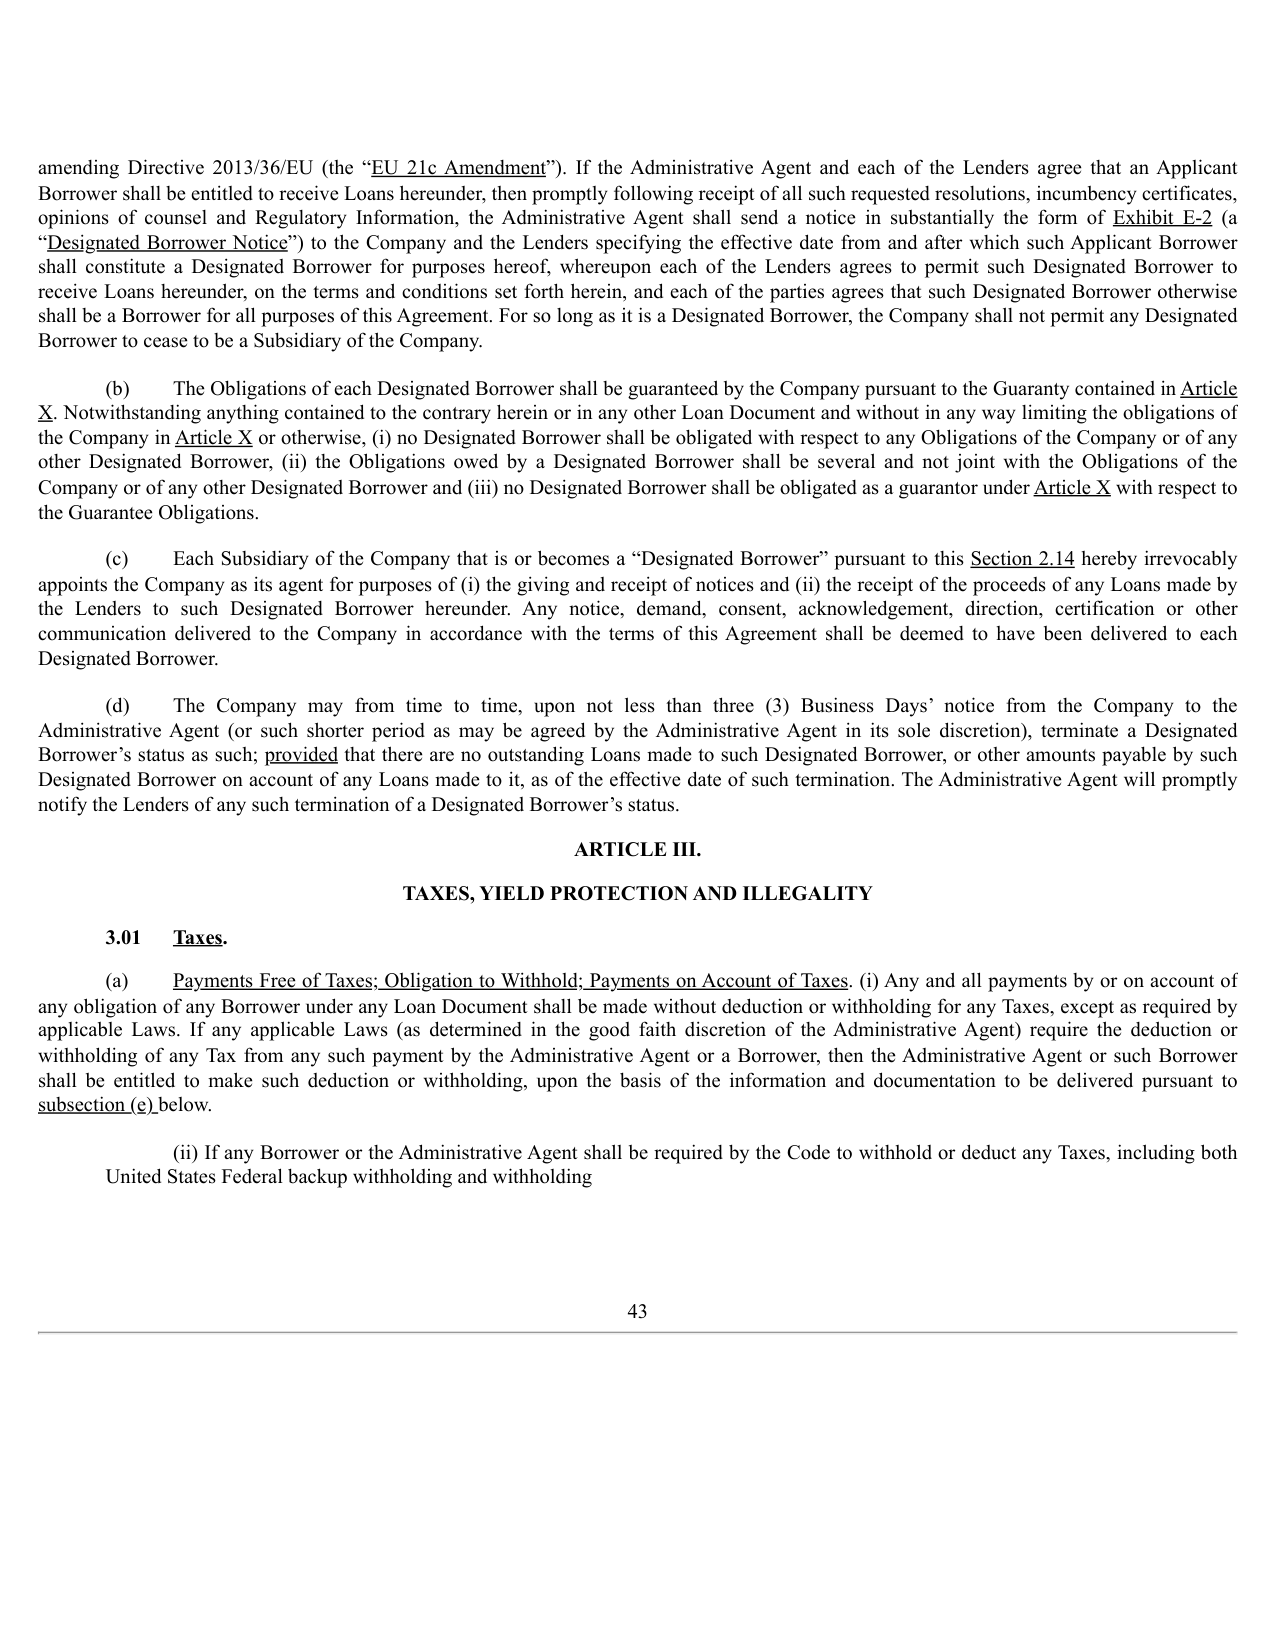 amending Directive 2013/36/EU (the “EU 21c Amendment”). If the Administrative Agent and each of the Lenders agree that an Applicant
Borrower shall be entitled to receive Loans hereunder, then promptly following receipt of all such requested resolutions, incumbency certificates,
opinions of counsel and Regulatory Information, the Administrative Agent shall send a notice in substantially the form of Exhibit E-2 (a
“Designated Borrower Notice”) to the Company and the Lenders specifying the effective date from and after which such Applicant Borrower
shall constitute a Designated Borrower for purposes hereof, whereupon each of the Lenders agrees to permit such Designated Borrower to
receive Loans hereunder, on the terms and conditions set forth herein, and each of the parties agrees that such Designated Borrower otherwise
shall be a Borrower for all purposes of this Agreement. For so long as it is a Designated Borrower, the Company shall not permit any Designated
Borrower to cease to be a Subsidiary of the Company.
(b) The Obligations of each Designated Borrower shall be guaranteed by the Company pursuant to the Guaranty contained in Article
X. Notwithstanding anything contained to the contrary herein or in any other Loan Document and without in any way limiting the obligations of
the Company in Article X or otherwise, (i) no Designated Borrower shall be obligated with respect to any Obligations of the Company or of any
other Designated Borrower, (ii) the Obligations owed by a Designated Borrower shall be several and not joint with the Obligations of the
Company or of any other Designated Borrower and (iii) no Designated Borrower shall be obligated as a guarantor under Article X with respect to
the Guarantee Obligations.
(c) Each Subsidiary of the Company that is or becomes a “Designated Borrower” pursuant to this Section 2.14 hereby irrevocably
appoints the Company as its agent for purposes of (i) the giving and receipt of notices and (ii) the receipt of the proceeds of any Loans made by
the Lenders to such Designated Borrower hereunder. Any notice, demand, consent, acknowledgement, direction, certification or other
communication delivered to the Company in accordance with the terms of this Agreement shall be deemed to have been delivered to each
Designated Borrower.
(d) The Company may from time to time, upon not less than three (3) Business Days’ notice from the Company to the
Administrative Agent (or such shorter period as may be agreed by the Administrative Agent in its sole discretion), terminate a Designated
Borrower’s status as such; provided that there are no outstanding Loans made to such Designated Borrower, or other amounts payable by such
Designated Borrower on account of any Loans made to it, as of the effective date of such termination. The Administrative Agent will promptly
notify the Lenders of any such termination of a Designated Borrower’s status.
ARTICLE III.
TAXES, YIELD PROTECTION AND ILLEGALITY
3.01 Taxes.
(a) Payments Free of Taxes; Obligation to Withhold; Payments on Account of Taxes. (i) Any and all payments by or on account of
any obligation of any Borrower under any Loan Document shall be made without deduction or withholding for any Taxes, except as required by
applicable Laws. If any applicable Laws (as determined in the good faith discretion of the Administrative Agent) require the deduction or
withholding of any Tax from any such payment by the Administrative Agent or a Borrower, then the Administrative Agent or such Borrower
shall be entitled to make such deduction or withholding, upon the basis of the information and documentation to be delivered pursuant to
subsection (e) below.
(ii) If any Borrower or the Administrative Agent shall be required by the Code to withhold or deduct any Taxes, including both
United States Federal backup withholding and withholding
43